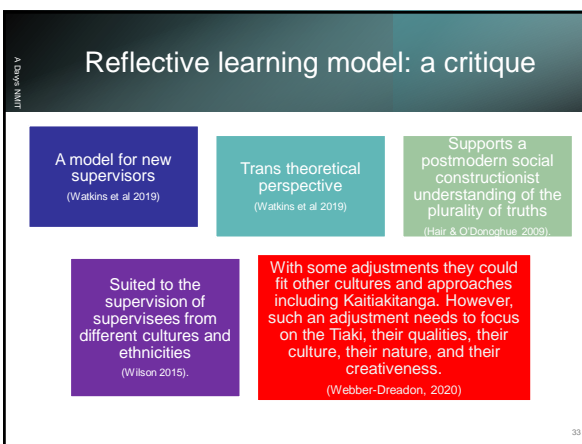 A Davys NMIT
Reflective learning model: a critique
A model for new
supervisors
(Watkins et al 2019)
Trans theoretical
perspective
(Watkins et al 2019)
Supports a
postmodern social
constructionist
understanding of the
plurality of truths
(Hair & O'Donoghue 2009).
Suited to the
supervision of
supervisees from
different cultures and
ethnicities
(Wilson 2015).
With some adjustments they could
fit other cultures and approaches
including Kaitiakitanga. However,
such an adjustment needs to focus
on the Tiaki, their qualities, their
culture, their nature, and their
creativeness.
(Webber-Dreadon, 2020)
33